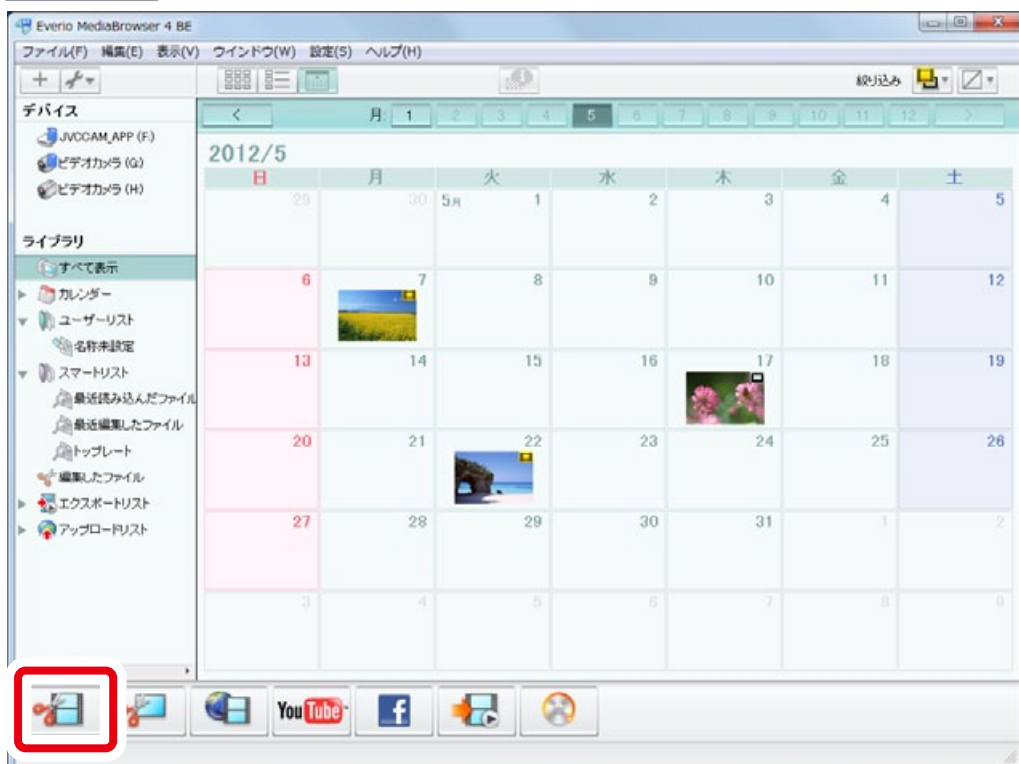 Everio MediaBrowser 4 BE
ファイル(F) 編集(E) 表示(V) ウインドウ(W) 設定(S) ヘルプ(H)
絞り込み
デバイス
JVCCAM_APP (F:)
ビデオカメラ (G)
ビデオカメラ (H)
ライブラリ
すべて表示
カレンダー
ユーザーリスト
名称未設定
スマートリスト
最近読み込んだファイル
最近編集したファイル
トップレート
編集したファイル
エクスポートリスト
アップロードリスト
< 月: 1 2 3 4 5 6 7 8 9 10 11 12 >
2012/5
日 月 火 水 木 金 土
29 30 5月 1 2 3 4 5
6 7 8 9 10 11 12
13 14 15 16 17 18 19
20 21 22 23 24 25 26
27 28 29 30 31 1 2
3 4 5 6 7 8 9
YouTube
f